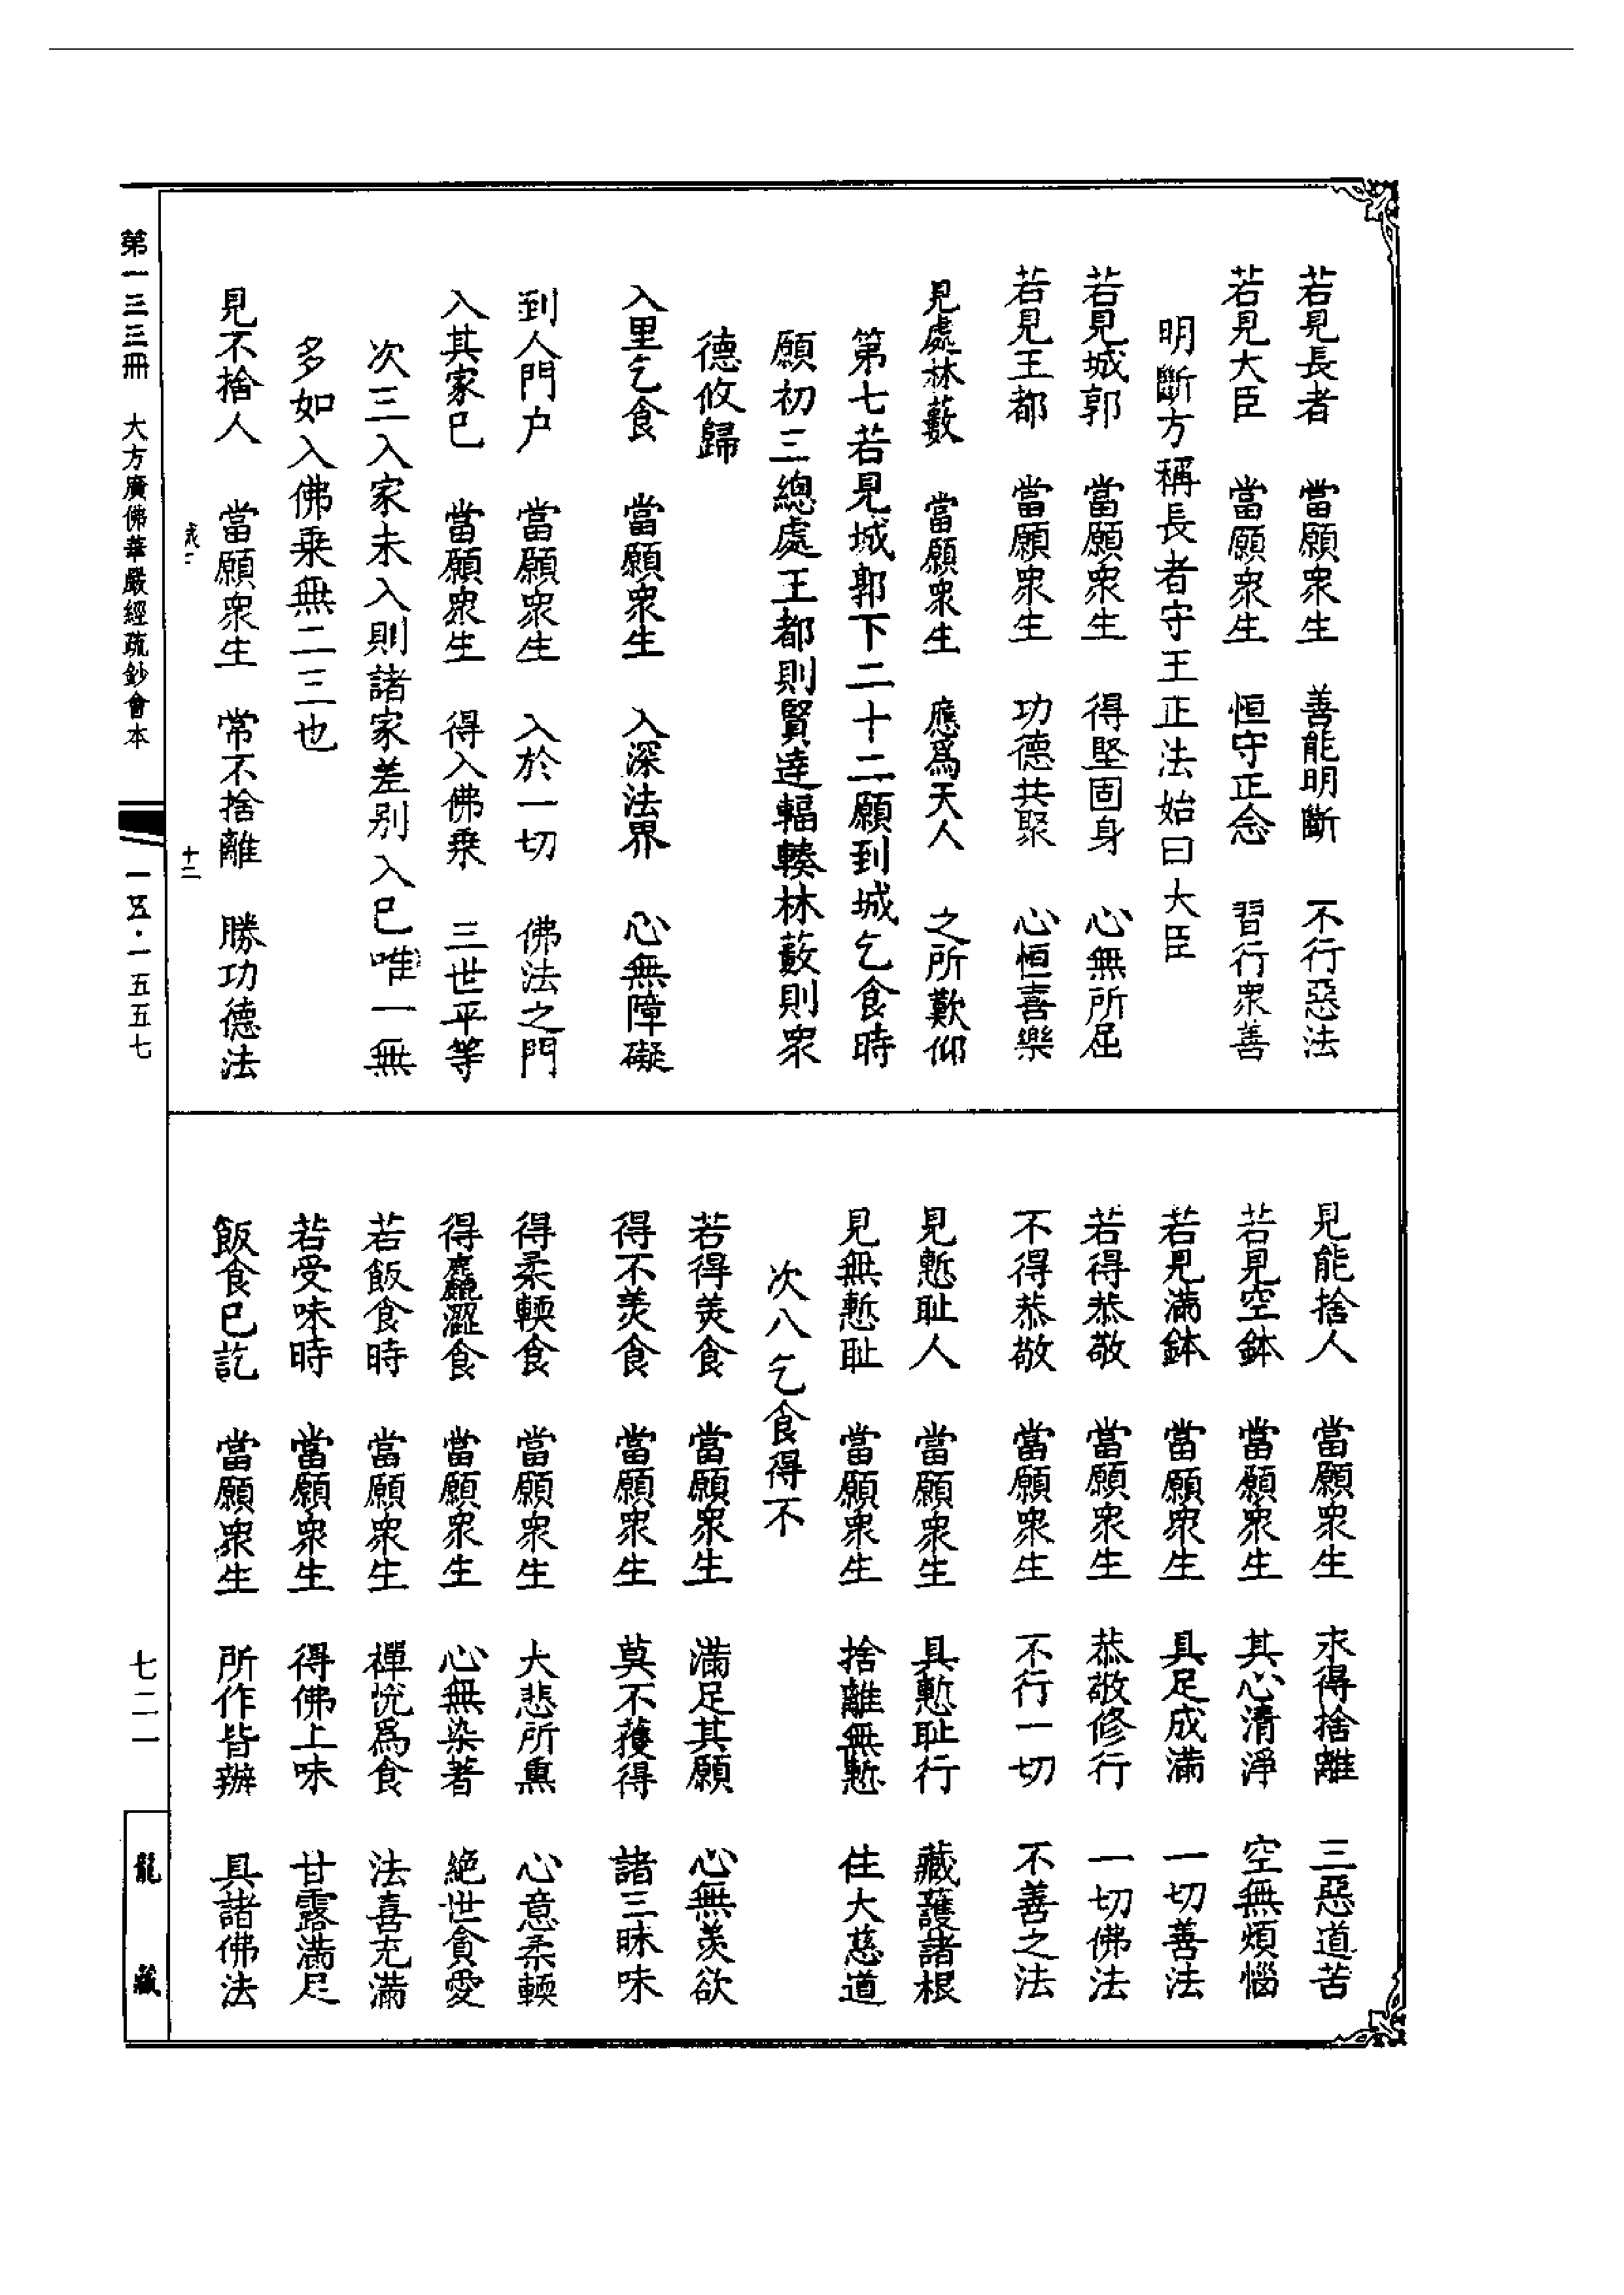 若見長者　當願衆生　善能明斷　不行惡法
若見大臣　當願衆生　恒守正念　習行衆善
明斷方稱長者守王正法始曰大臣
若見城郭　當願衆生　得堅固身　心無所屈
若見王都　當願衆生　功德共聚　心恒喜樂
見處林藪　當願衆生　應爲天人　之所歎仰
第七若見城郭下二十二願到城乞食時
願初三總處王都則賢達輻輳林藪則衆
德攸歸
入里乞食　當願衆生　入深法界　心無障礙
到人門户　當願衆生　入於一切　佛法之門
入其家已　當願衆生　得入佛乘　三世平等
次三入家未入則諸家差别入已唯一無
多如入佛乘無二三也
見不捨人　當願衆生　常不捨離　勝功德法
見能捨人　當願衆生　永得捨離　三惡道苦
若見空鉢　當願衆生　其心清淨　空無煩惱
若見滿鉢　當願衆生　具足成滿　一切善法
若得恭敬　當願衆生　恭敬修行　一切佛法
不得恭敬　當願衆生　不行一切　不善之法
見慙耻人　當願衆生　具慙耻行　藏護諸根
見無慙耻　當願衆生　捨離無慙　住大慈道
次八乞食得不
若得美食　當願衆生　滿足其願　心無羨欲
得不美食　當願衆生　莫不獲得　諸三昧味
得柔輭食　當願衆生　大悲所熏　心意柔輭
得麤澀食　當願衆生　心無染著　絶世貪愛
若飯食時　當願衆生　禪悅爲食　法喜充滿
若受味時　當願衆生　得佛上味　甘露滿足
飯食已訖　當願衆生　所作皆辦　具諸佛法
第一三三冊　大方廣佛華嚴經疏鈔會本　一五·一五五七
十二
七二一
龍藏